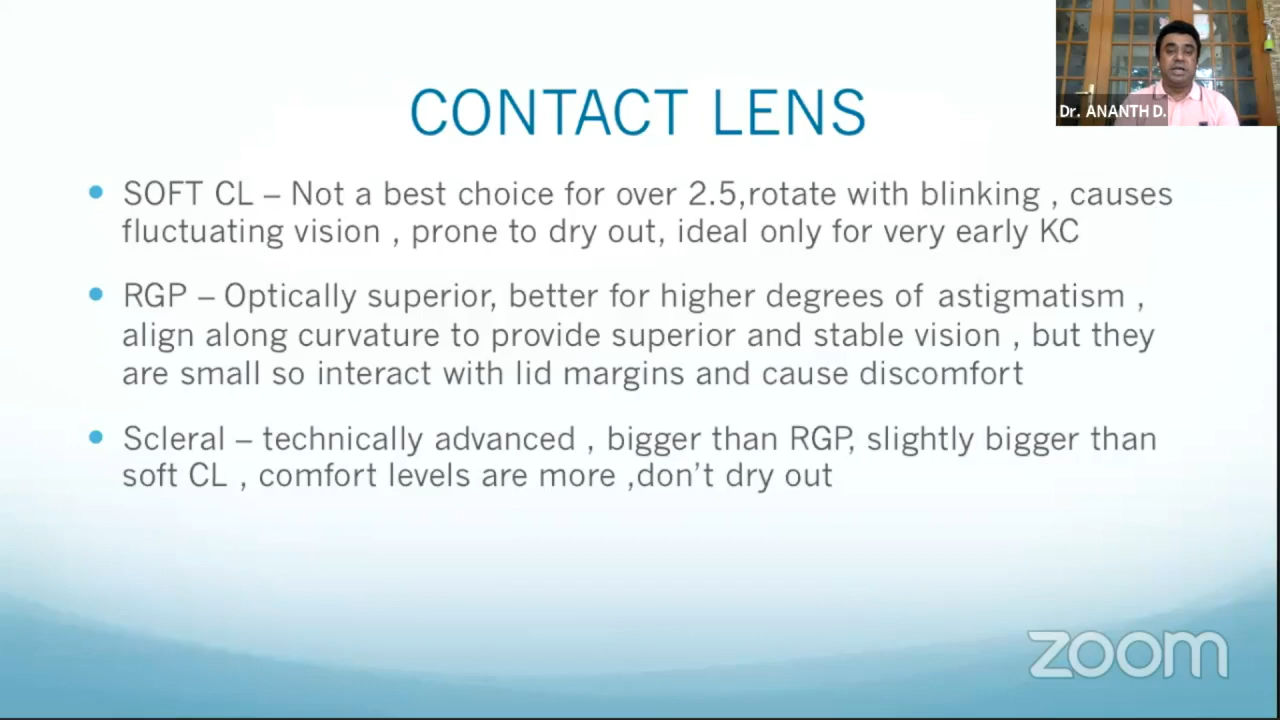 CONTACT LENS
Dr. ANANTH D.
• SOFT CL – Not a best choice for over 2.5,rotate with blinking , causes
fluctuating vision , prone to dry out, ideal only for very early KC
• RGP – Optically superior, better for higher degrees of astigmatism ,
align along curvature to provide superior and stable vision , but they
are small so interact with lid margins and cause discomfort
• Scleral – technically advanced , bigger than RGP, slightly bigger than
soft CL , comfort levels are more ,don’t dry out
zoom